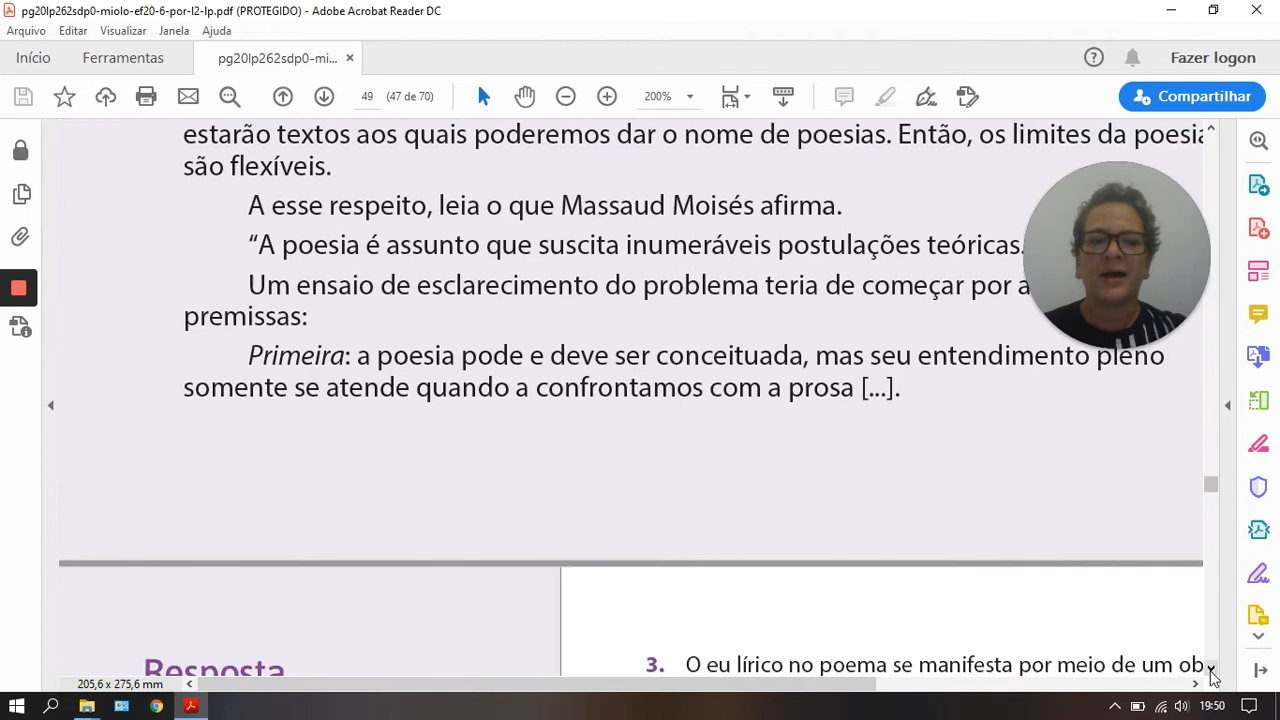 pg20lp262sdp0-miolo-ef20-6-por-l2-lp.pdf (PROTEGIDO) - Adobe Acrobat Reader DC
Arquivo Editar Visualizar Janela Ajuda
Início Ferramentas pg20lp262sdp0-mi... × Fazer logon
49 (47 de 70) 200% Compartilhar
estarão textos aos quais poderemos dar o nome de poesias. Então, os limites da poesia
são flexíveis.
A esse respeito, leia o que Massaud Moisés afirma.
“A poesia é assunto que suscita inumeráveis postulações teóricas.
Um ensaio de esclarecimento do problema teria de começar por
premissas:
Primeira: a poesia pode e deve ser conceituada, mas seu entendimento pleno
somente se atende quando a confrontamos com a prosa [...].
Resposta
3. O eu lírico no poema se manifesta por meio de um ob
205,6 x 275,6 mm
19:50